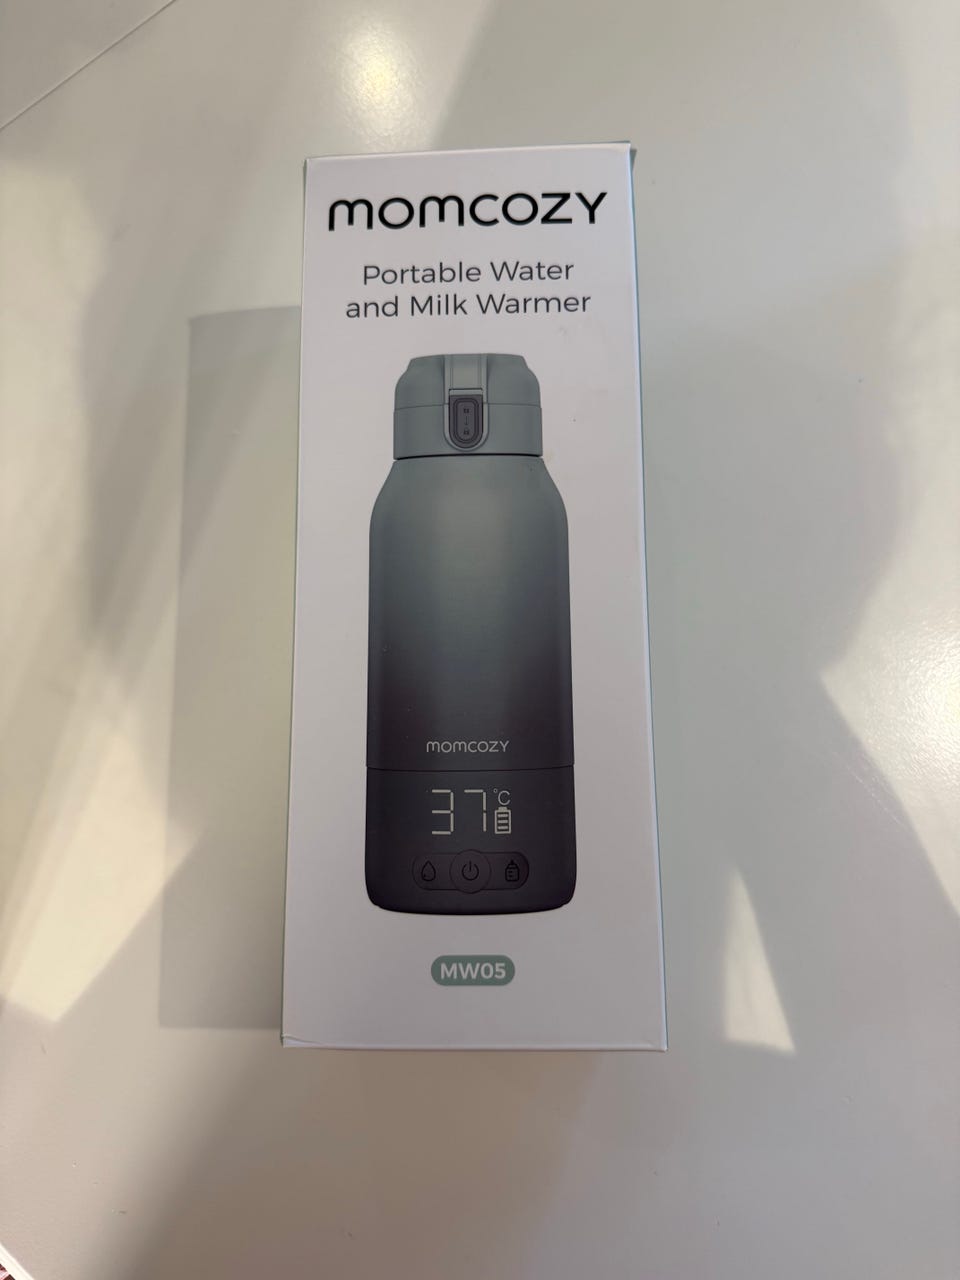 momcozy
Portable Water
and Milk Warmer
momcozy
37°C
MW05